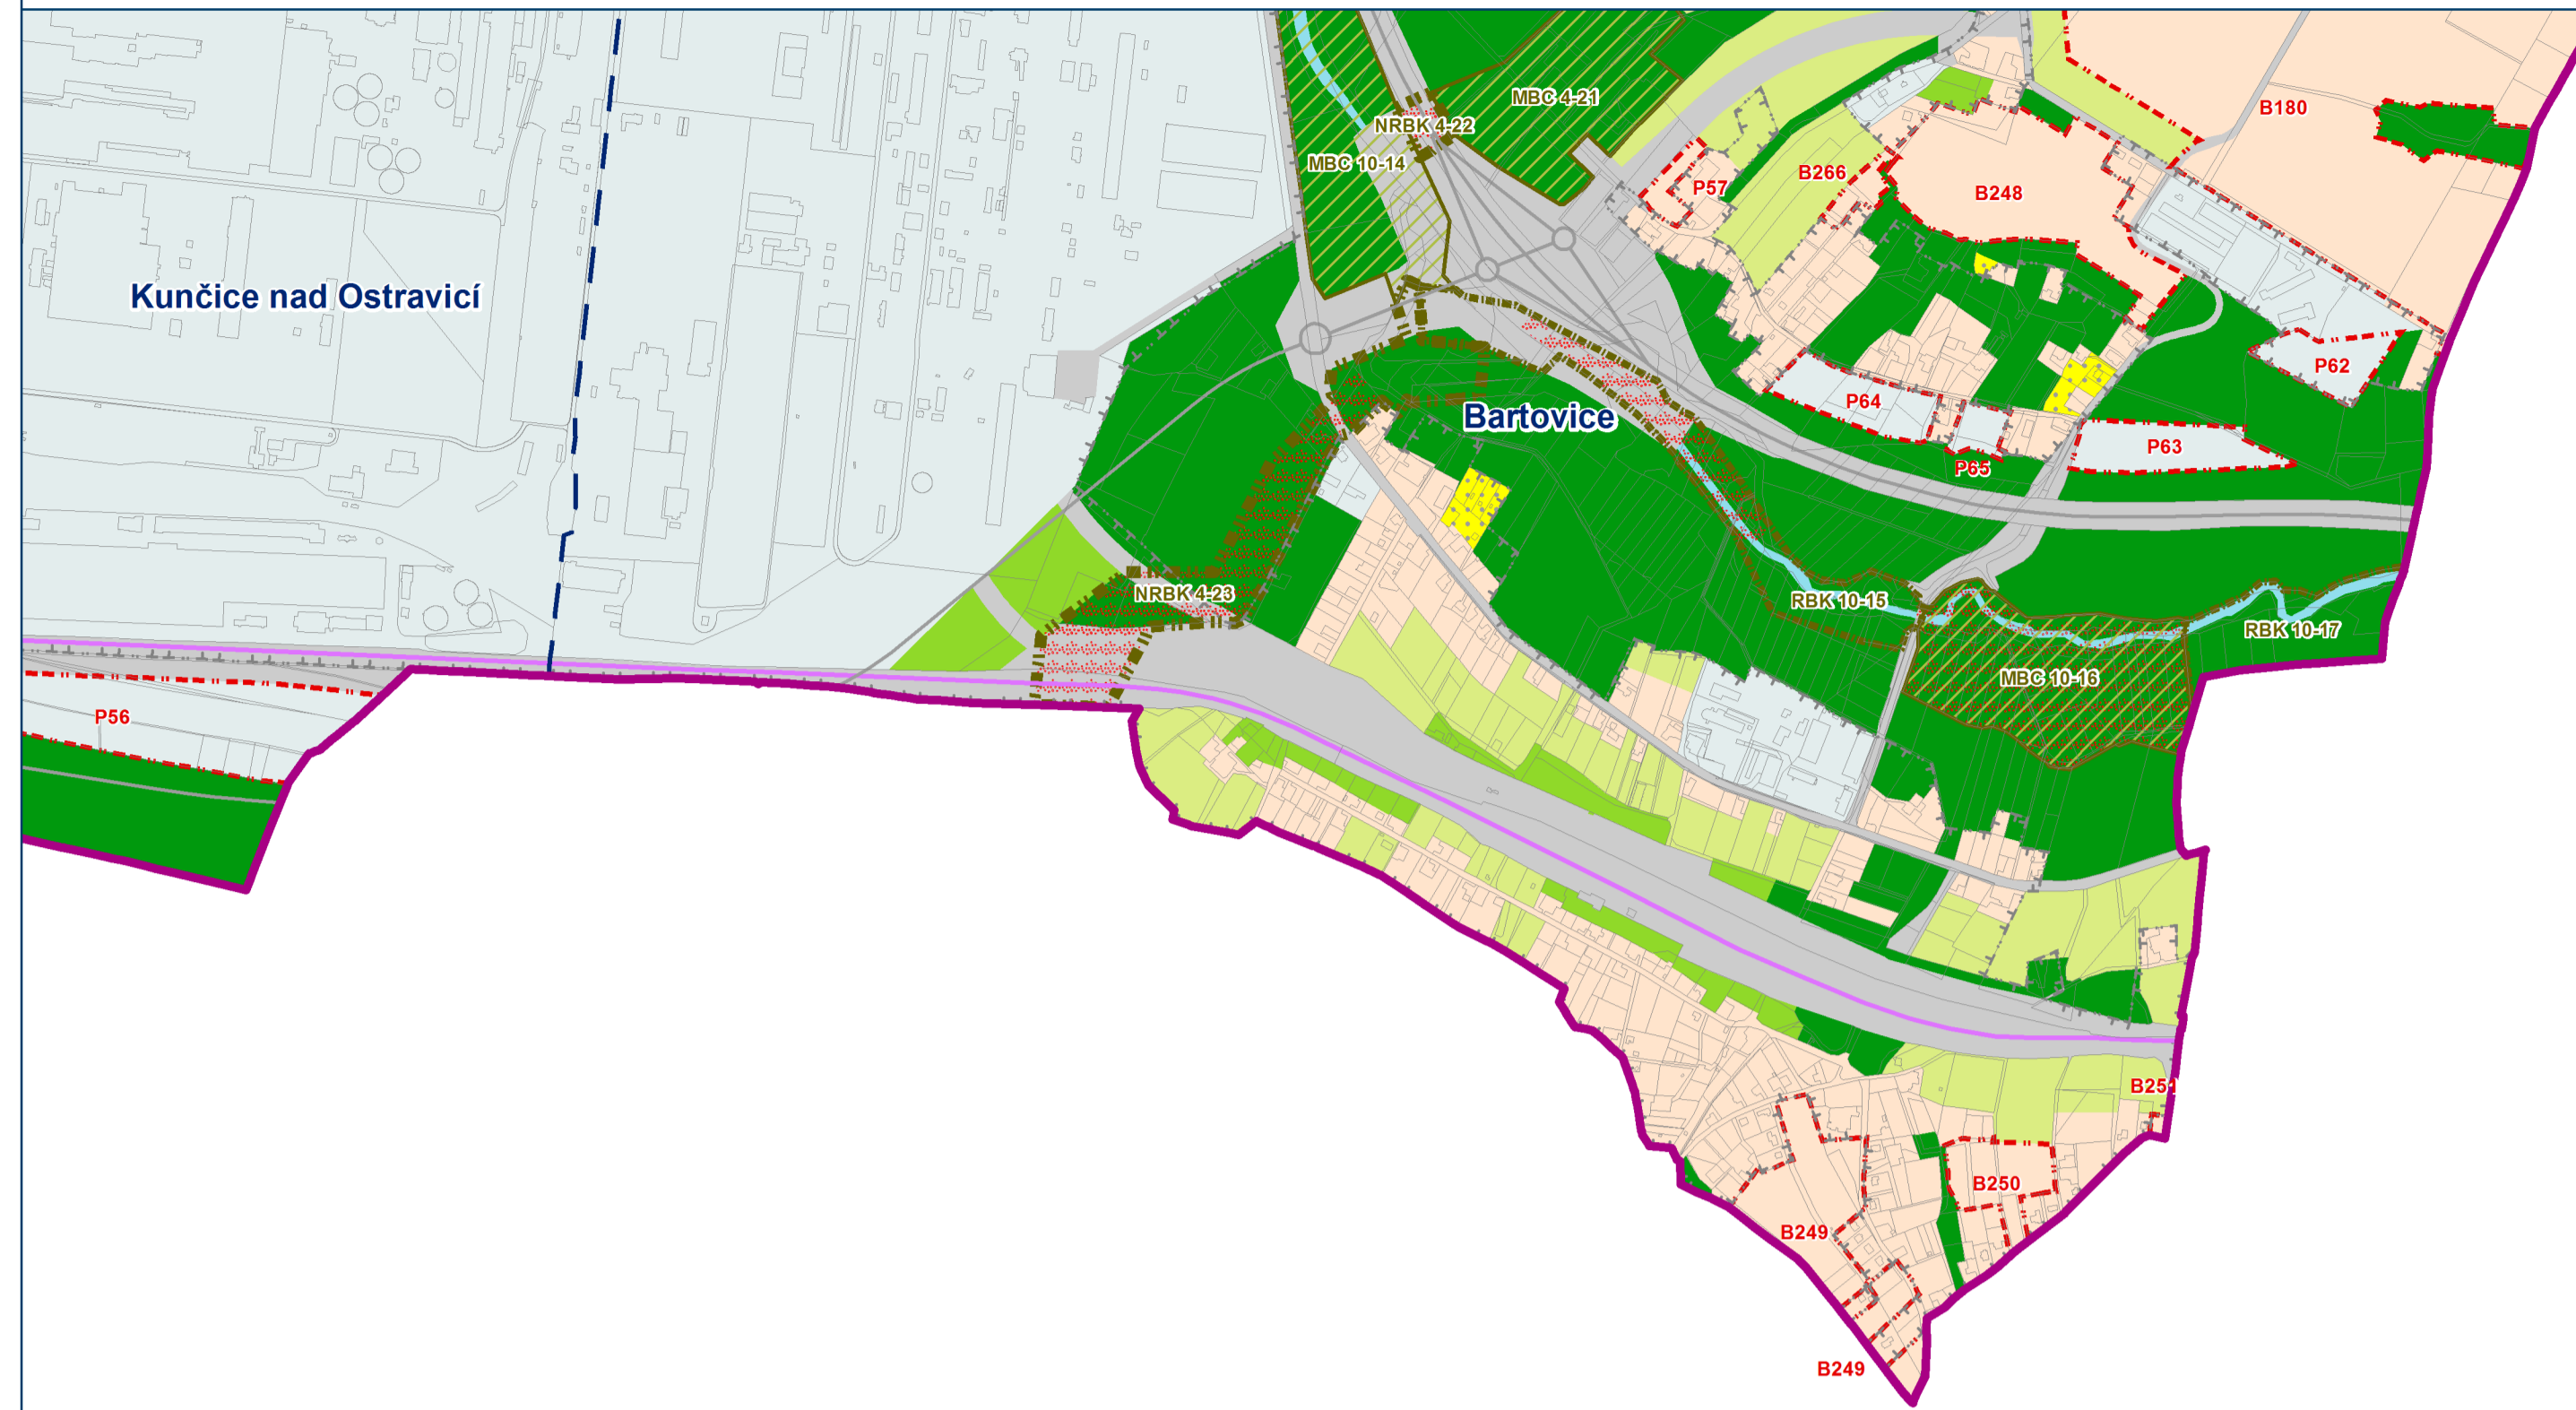 MBC 4-21
B180
NRBK 4-22
MBC 10-14
B266
P57
B248
Kunčice nad Ostravicí
P62
P64
Bartovice
P63
P65
NRBK 4-23
RBK 10-15
RBK 10-17
MBC 10-16
P56
B251
B250
B249
B249